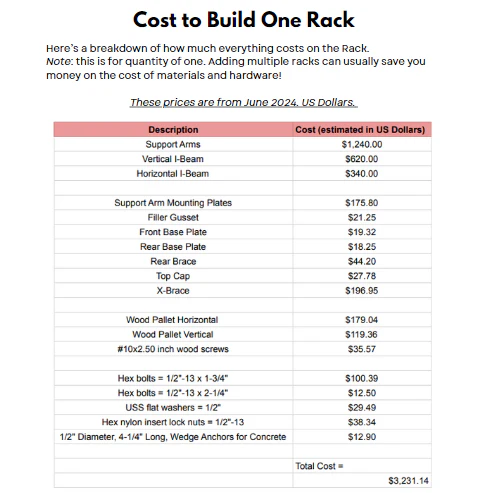 Cost to Build One Rack
Here's a breakdown of how much everything costs on the Rack.
Note: this is for quantity of one. Adding multiple racks can usually save you
money on the cost of materials and hardware!
These prices are from June 2024. US Dollars.
Description Cost (estimated in US Dollars)
Support Arms $1,240.00
Vertical I-Beam $620.00
Horizontal I-Beam $340.00
Support Arm Mounting Plates $175.80
Filler Gusset $21.25
Front Base Plate $19.32
Rear Base Plate $18.25
Rear Brace $44.20
Top Cap $27.78
X-Brace $196.95
Wood Pallet Horizontal $179.04
Wood Pallet Vertical $119.36
#10x2.50 inch wood screws $35.57
Hex bolts = 1/2"-13 x 1-3/4" $100.39
Hex bolts = 1/2"-13 x 2-1/4" $12.50
USS flat washers = 1/2" $29.49
Hex nylon insert lock nuts = 1/2"-13 $38.34
1/2" Diameter, 4-1/4" Long, Wedge Anchors for Concrete $12.90
Total Cost =
$3,231.14